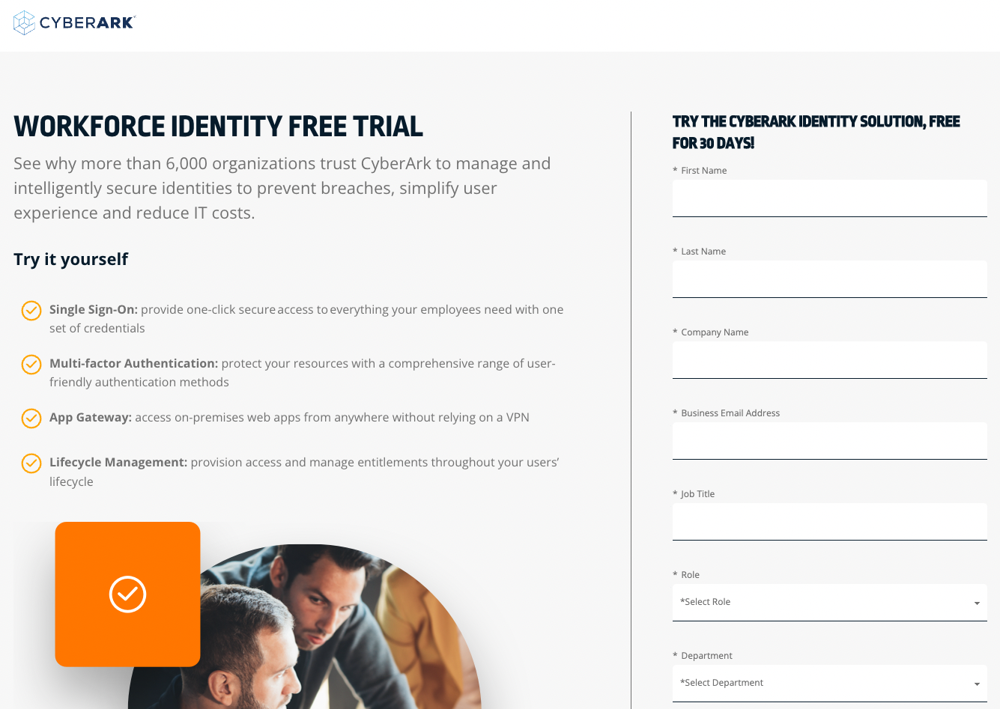 CYBERARK
WORKFORCE IDENTITY FREE TRIAL
See why more than 6,000 organizations trust CyberArk to manage and
intelligently secure identities to prevent breaches, simplify user
experience and reduce IT costs.
Try it yourself
Single Sign-On: provide one-click secure access to everything your employees need with one
set of credentials
Multi-factor Authentication: protect your resources with a comprehensive range of user-
friendly authentication methods
App Gateway: access on-premises web apps from anywhere without relying on a VPN
Lifecycle Management: provision access and manage entitlements throughout your users’
lifecycle
TRY THE CYBERARK IDENTITY SOLUTION, FREE
FOR 30 DAYS!
* First Name
* Last Name
* Company Name
* Business Email Address
* Job Title
* Role
*Select Role
* Department
*Select Department